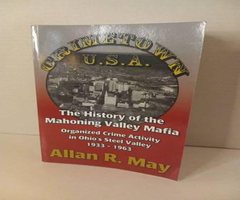 CRIMETOWN
U.S.A.
The History of the
Mahoning Valley Mafia
Organized Crime Activity
in Ohio's Steel Valley
1933 - 1963
Allan R. May